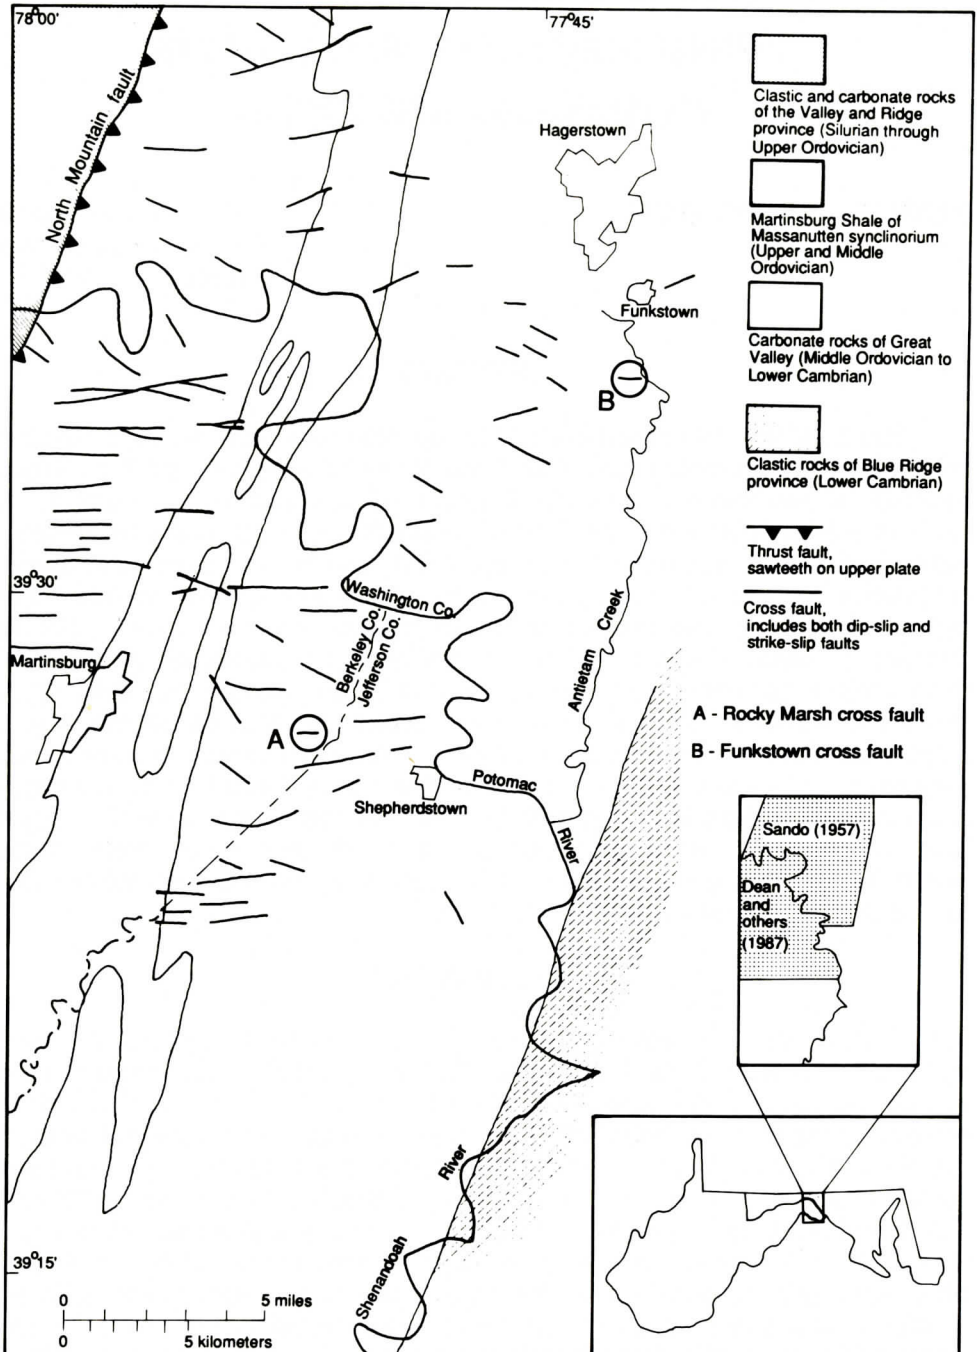 78°00'
77°45'
North Mountain fault
Hagerstown
Funkstown
B
Clastic and carbonate rocks
of the Valley and Ridge
province (Silurian through
Upper Ordovician)
Martinsburg Shale of
Massanutten synclinorium
(Upper and Middle
Ordovician)
Carbonate rocks of Great
Valley (Middle Ordovician to
Lower Cambrian)
Clastic rocks of Blue Ridge
province (Lower Cambrian)
Thrust fault,
sawteeth on upper plate
Cross fault,
includes both dip-slip and
strike-slip faults
A - Rocky Marsh cross fault
B - Funkstown cross fault
39°30'
Washington Co.
Berkeley Co.
Jefferson Co.
Martinsburg
Antietam Creek
A
Shepherdstown
Potomac
River
Sando (1957)
Dean
and
others
(1987)
River
Shenandoah
39°15'
0 5 miles
0 5 kilometers